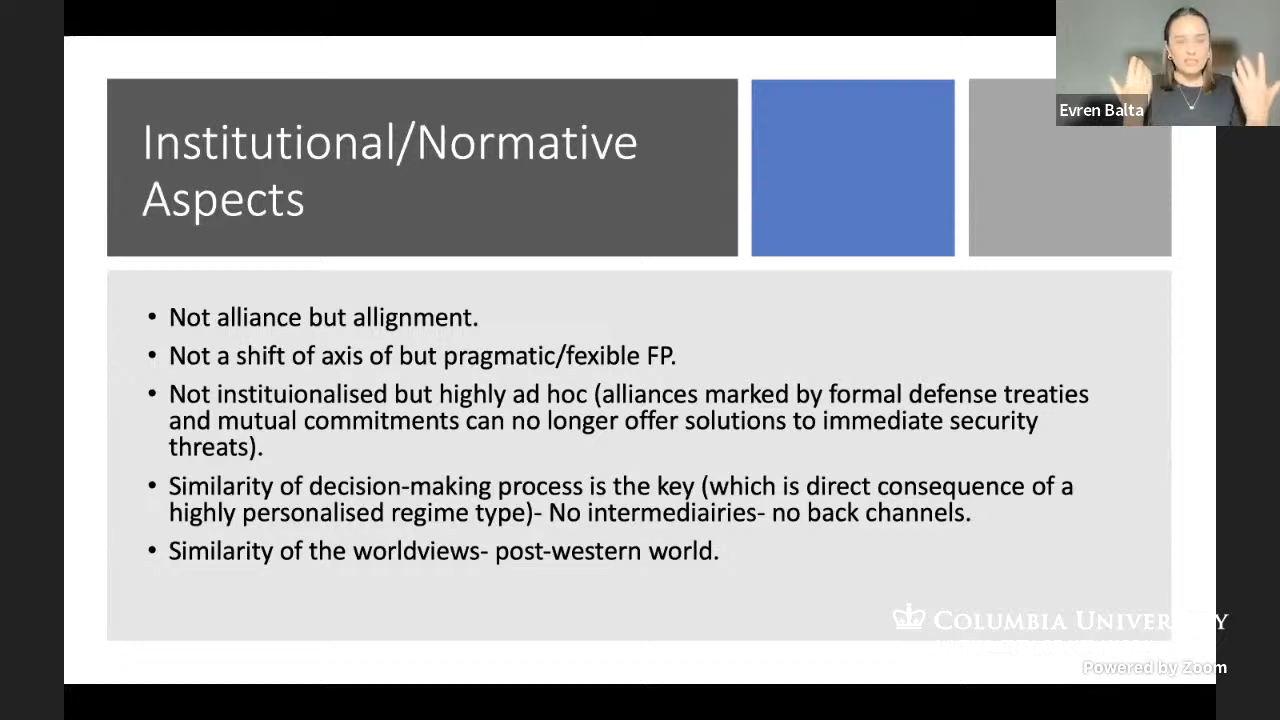 Evren Balta
Institutional/Normative
Aspects
• Not alliance but allignment.
• Not a shift of axis of but pragmatic/fexible FP.
• Not instituionalised but highly ad hoc (alliances marked by formal defense treaties
and mutual commitments can no longer offer solutions to immediate security
threats).
• Similarity of decision-making process is the key (which is direct consequence of a
highly personalised regime type)- No intermediairies- no back channels.
• Similarity of the worldviews- post-western world.
COLUMBIA UNIVERSITY
Powered by Zoom